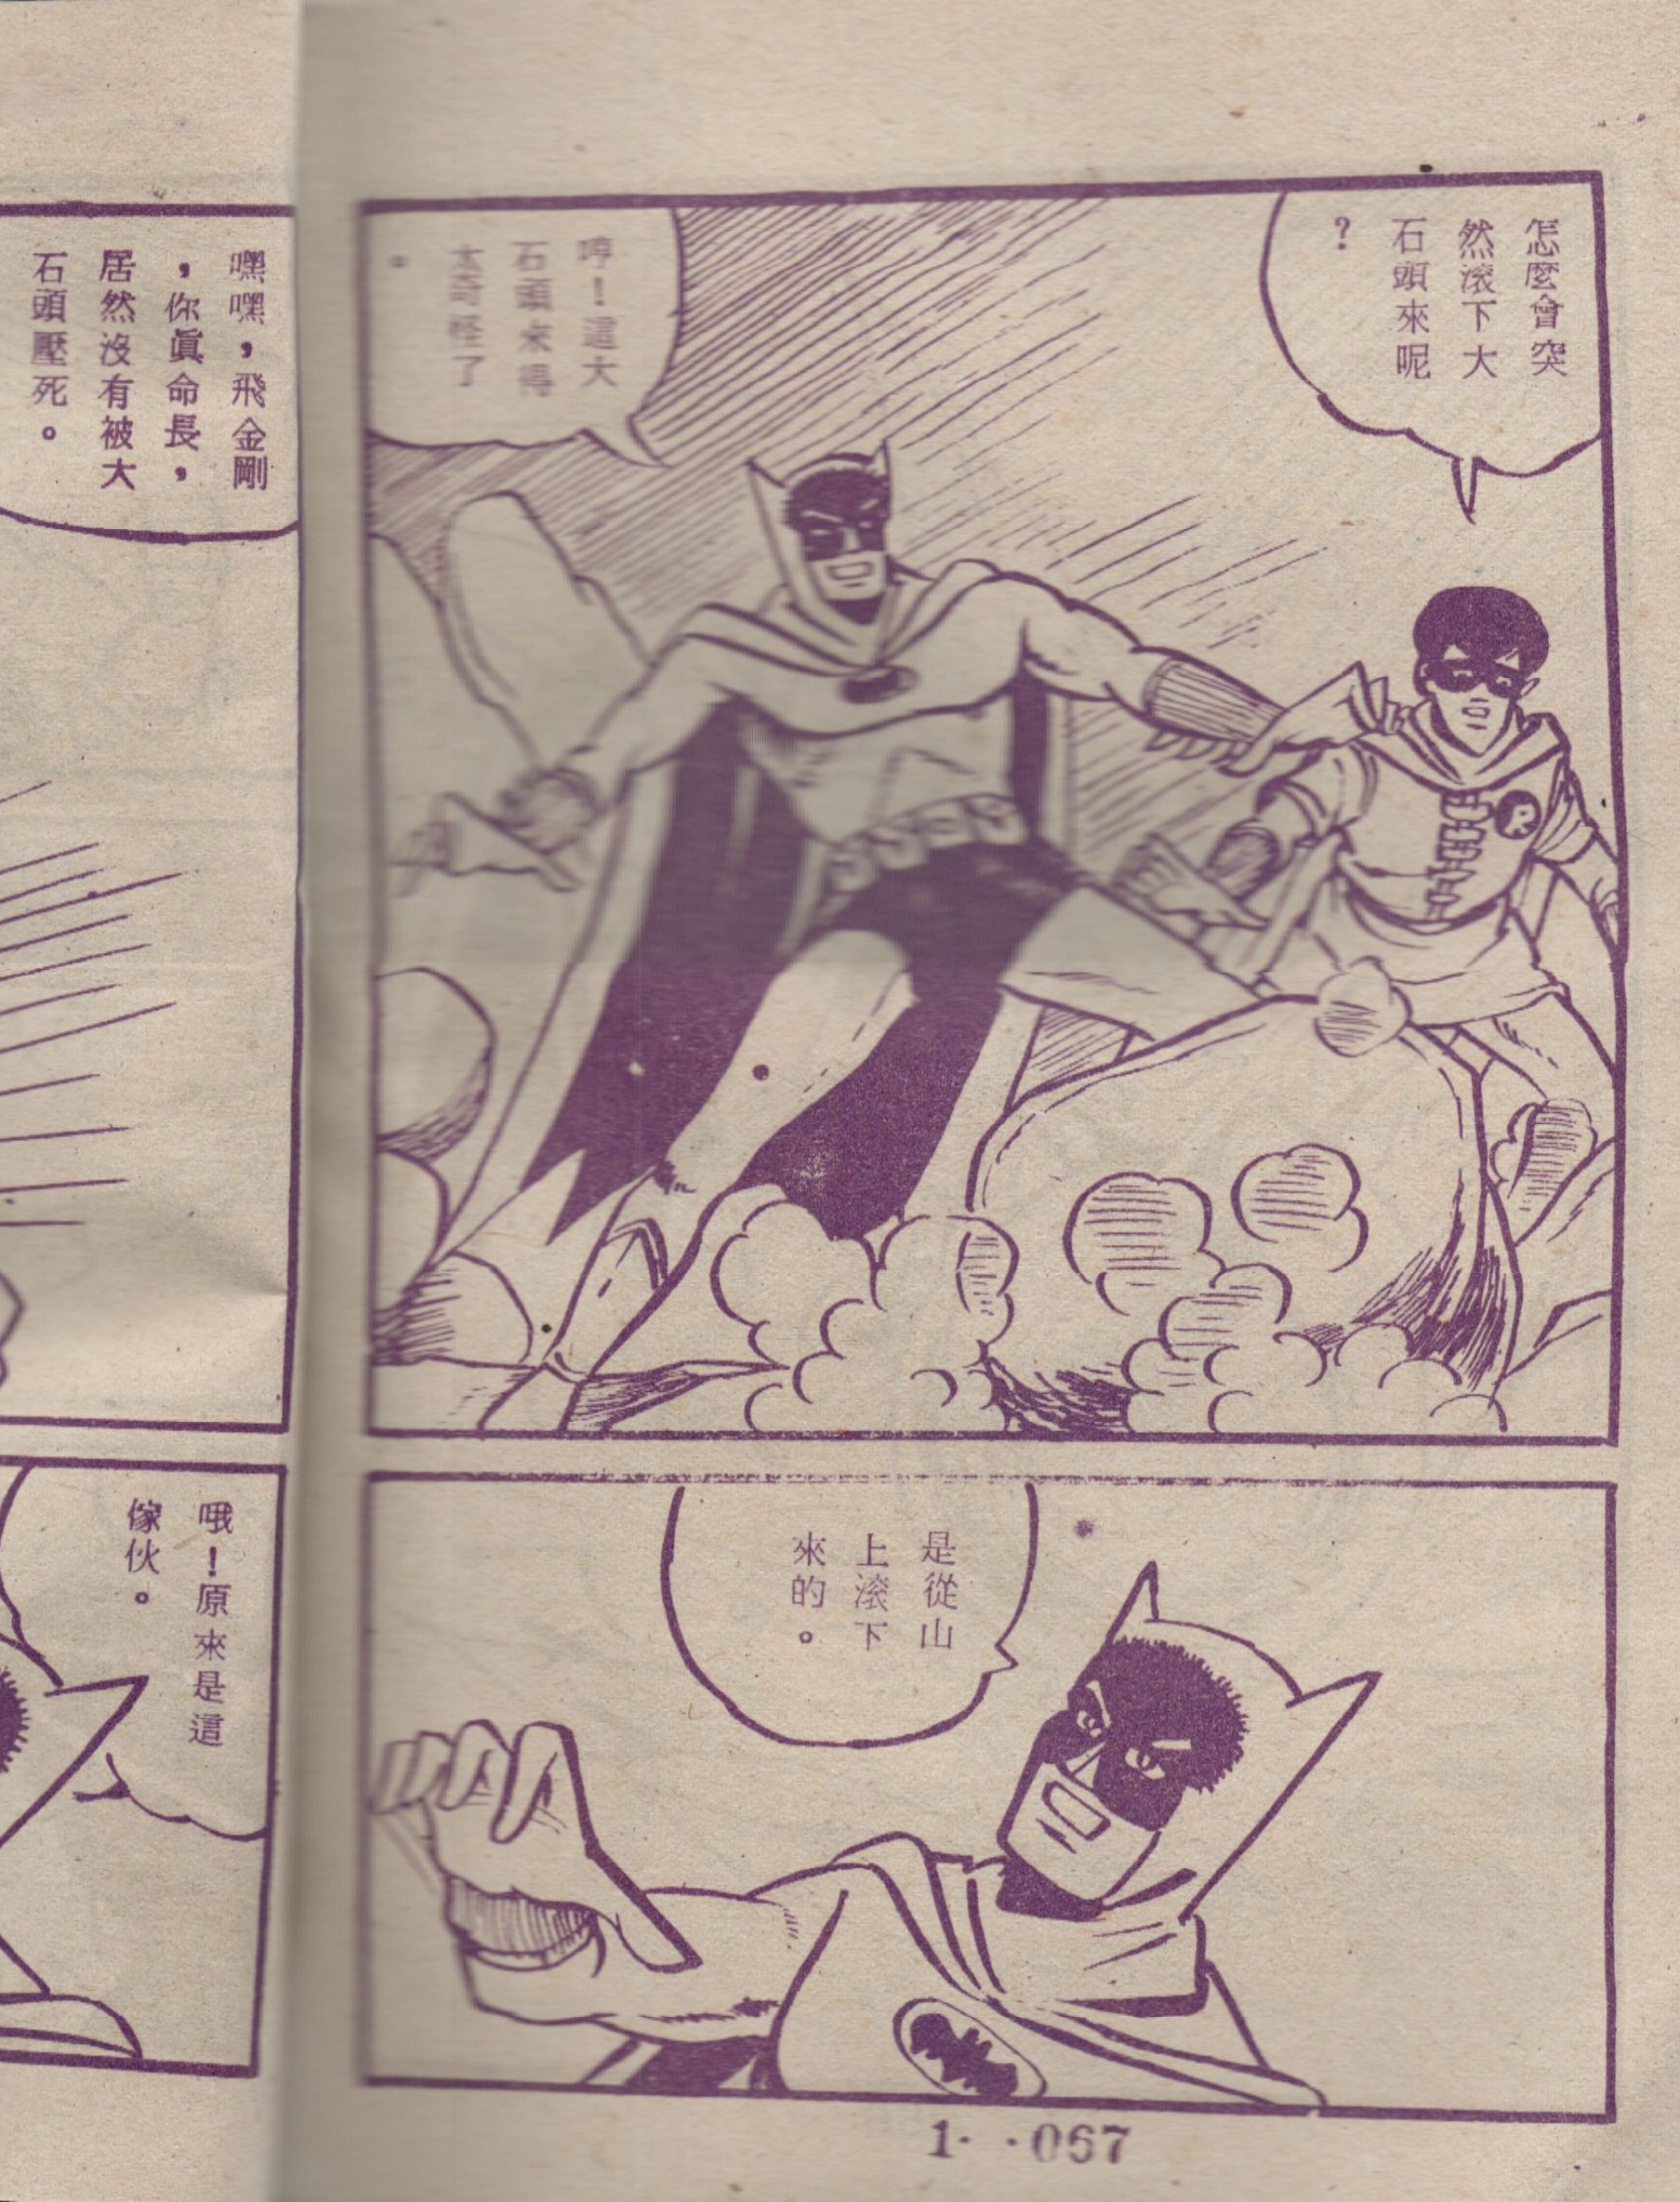 怎麼會突
然滚下大
石頭來呢
?
哼!這大
石頭來得
太奇怪了
。
R
是從山
上滚下
來的。
1··067
嘿嘿,飛金剛
,你眞命長,
居然沒有被大
石頭壓死。
哦!原來是這
傢伙。